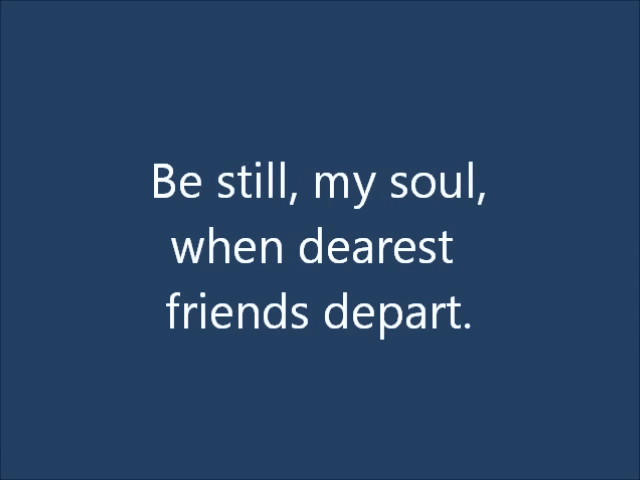 Be still, my soul,
when dearest
friends depart.